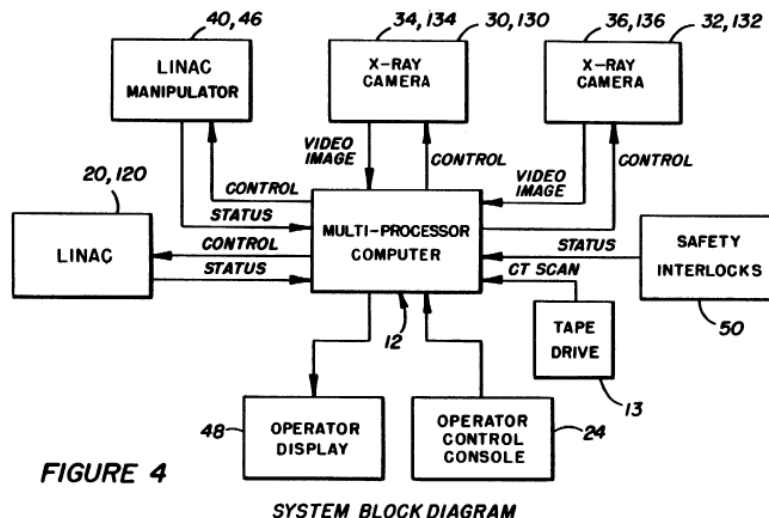 40,46
34,134
30,130
36,136
32,132
LINAC
MANIPULATOR
X-RAY
CAMERA
X-RAY
CAMERA
VIDEO
IMAGE
CONTROL
VIDEO
IMAGE
CONTROL
20,120
CONTROL
STATUS
MULTI-PROCESSOR
COMPUTER
LINAC
CONTROL
STATUS
STATUS
CT SCAN
SAFETY
INTERLOCKS
12
TAPE
DRIVE
50
13
48
OPERATOR
DISPLAY
OPERATOR
CONTROL
CONSOLE
24
FIGURE 4
SYSTEM BLOCK DIAGRAM